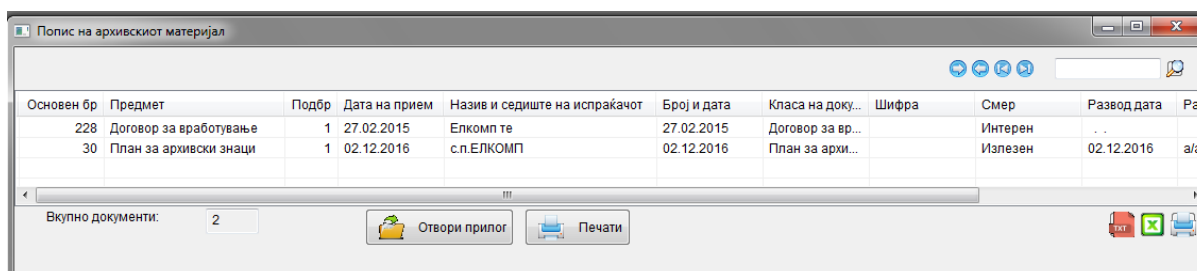 Попис на архивскиот материјал
Основен бр Предмет Подбр Дата на прием Назив и седиште на испраќачот Број и дата Класа на доку... Шифра Смер Развод дата Ра
228 Договор за вработување 1 27.02.2015 Елкомп те 27.02.2015 Договор за вр... Интерен . .
30 План за архивски знаци 1 02.12.2016 с.п.ЕЛКОМП 02.12.2016 План за архи... Излезен 02.12.2016 а/а
Вкупно документи: 2 Отвори прилог Печати TXT